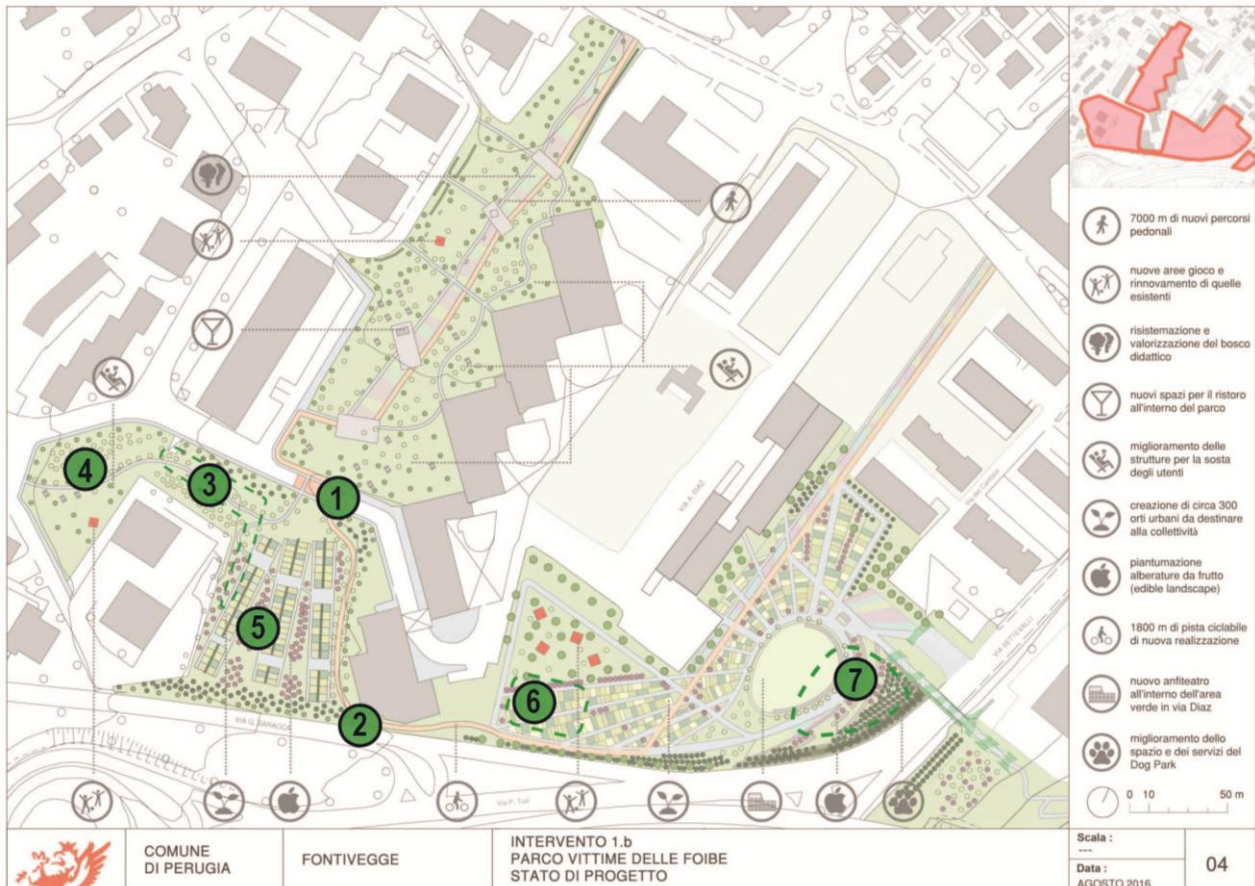 7000 m di nuovi percorsi
pedonali
nuove aree gioco e
rinnovamento di quelle
esistenti
risistemazione e
valorizzazione del bosco
didattico
nuovi spazi per il ristoro
all'interno del parco
miglioramento delle
strutture per la sosta
degli utenti
creazione di circa 300
orti urbani da destinare
alla collettività
piantumazione
alberature da frutto
(edible landscape)
1800 m di pista ciclabile
di nuova realizzazione
nuovo anfiteatro
all'interno dell'area
verde in via Diaz
miglioramento dello
spazio e dei servizi del
Dog Park
0 10 50 m
1
2
3
4
5
6
7
VIA A. DIAZ
VIA SETTE VALLI
VIA G. BARACCA
Via P. Tuzi
COMUNE
DI PERUGIA
FONTIVEGGE
INTERVENTO 1.b
PARCO VITTIME DELLE FOIBE
STATO DI PROGETTO
Scala :
---
Data :
AGOSTO 2016
04